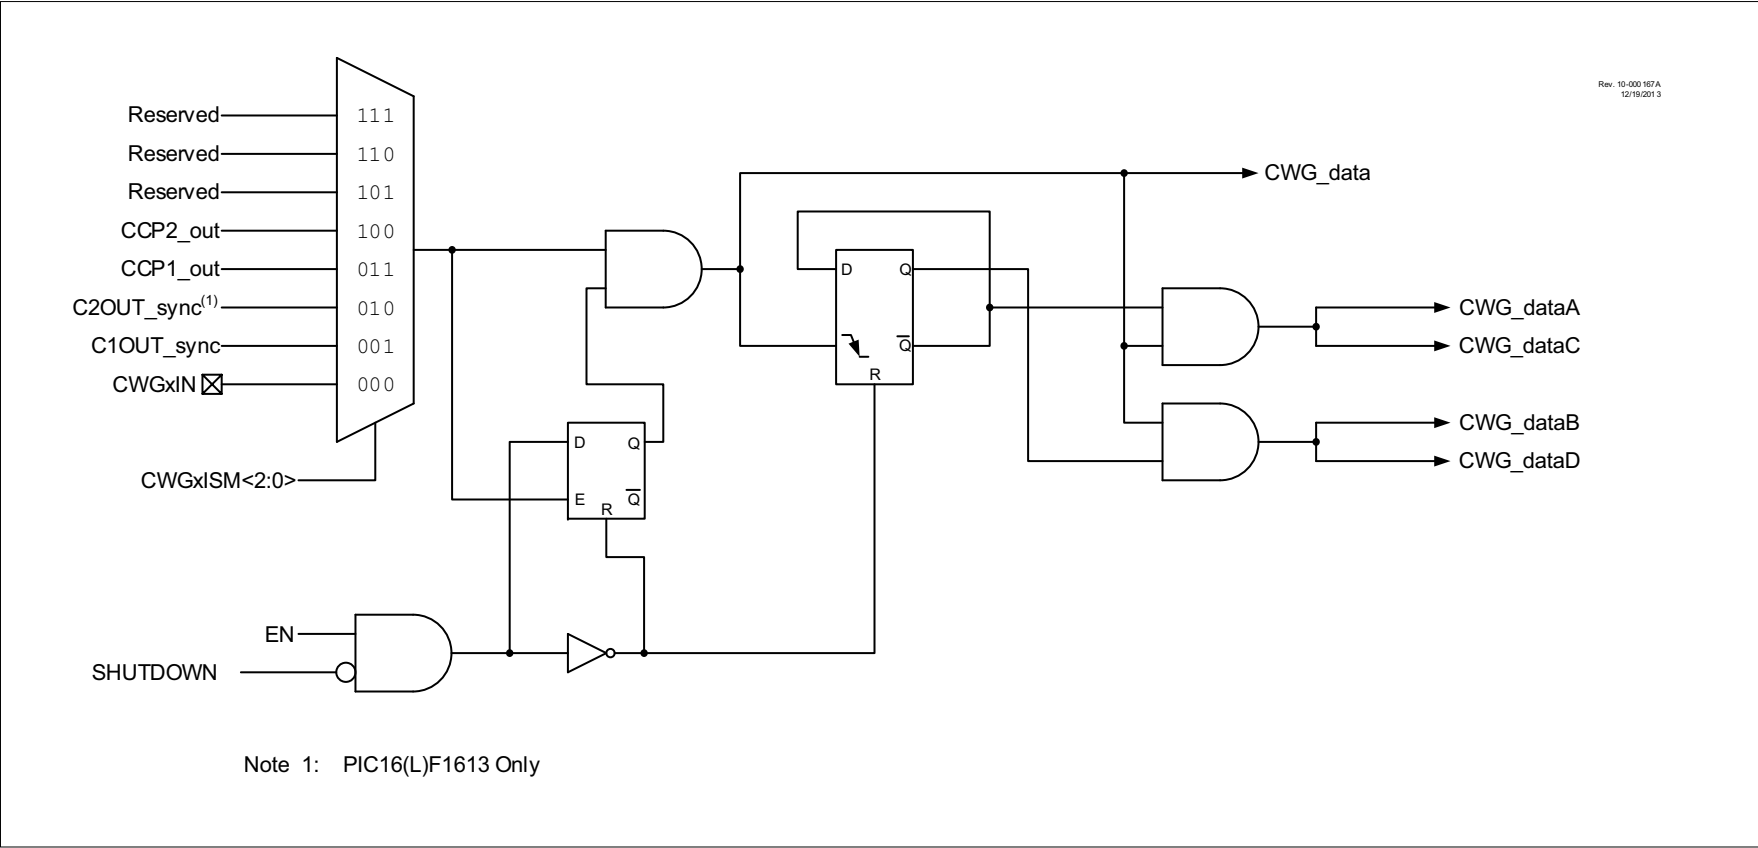 Rev. 10-000167A
12/19/2013
Reserved 111
Reserved 110
Reserved 101
CCP2_out 100
CCP1_out 011
C2OUT_sync(1) 010
C1OUT_sync 001
CWGxIN 000
CWGxISM<2:0>
CWG_data
D Q
Q
R
D Q
E Q
R
CWG_dataA
CWG_dataC
CWG_dataB
CWG_dataD
EN
SHUTDOWN
Note 1: PIC16(L)F1613 Only